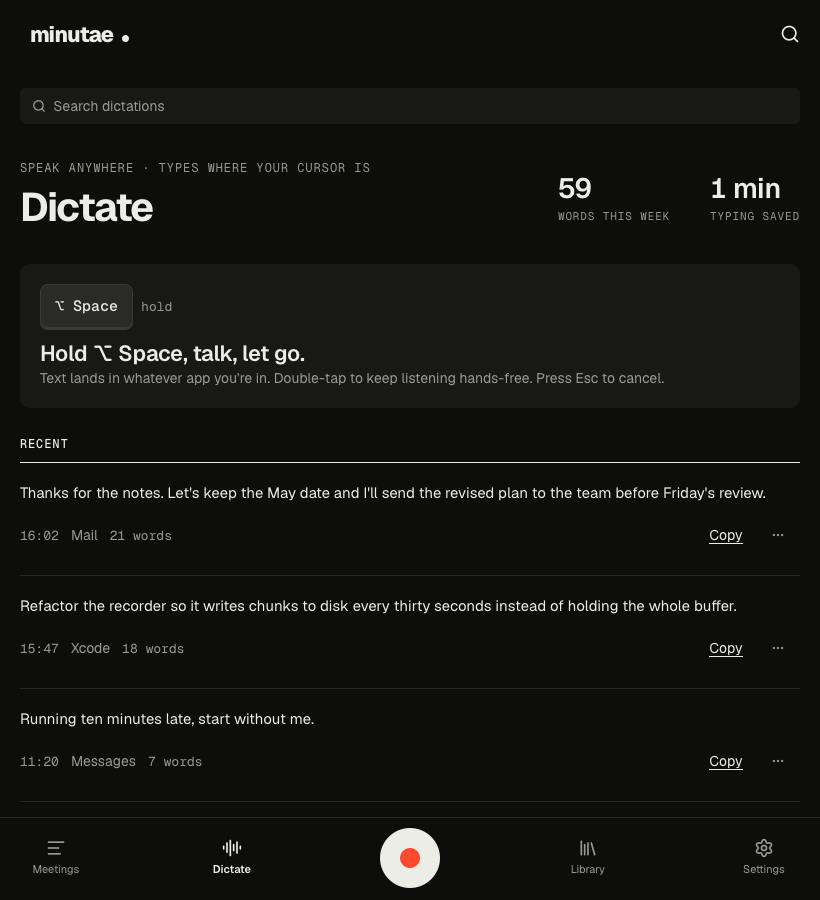 minutae
Search dictations
SPEAK ANYWHERE · TYPES WHERE YOUR CURSOR IS
Dictate
59
WORDS THIS WEEK
1 min
TYPING SAVED
⌥ Space hold
Hold ⌥ Space, talk, let go.
Text lands in whatever app you're in. Double-tap to keep listening hands-free. Press Esc to cancel.
RECENT
Thanks for the notes. Let's keep the May date and I'll send the revised plan to the team before Friday's review.
16:02 Mail 21 words Copy ···
Refactor the recorder so it writes chunks to disk every thirty seconds instead of holding the whole buffer.
15:47 Xcode 18 words Copy ···
Running ten minutes late, start without me.
11:20 Messages 7 words Copy ···
Meetings Dictate Library Settings